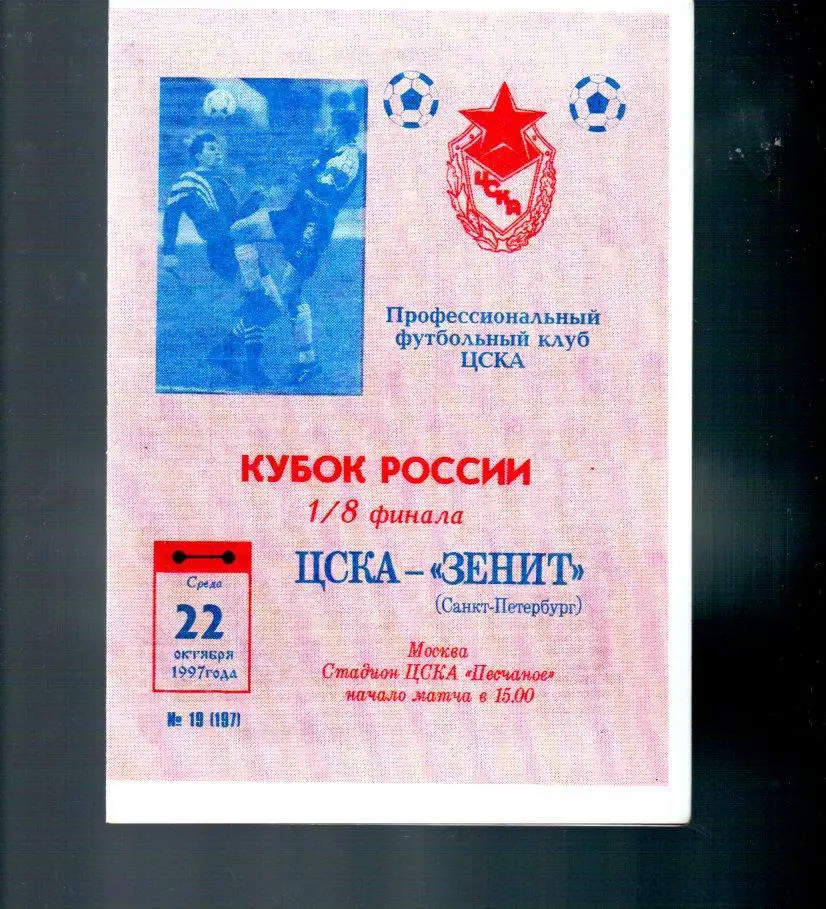 ЦСКА
Профессиональный
футбольный клуб
ЦСКА
КУБОК РОССИИ
1/8 финала
ЦСКА – «ЗЕНИТ»
(Санкт-Петербург)
Среда
22
октября
1997года
№ 19 (197)
Москва
Стадион ЦСКА «Песчаное»
начало матча в 15.00